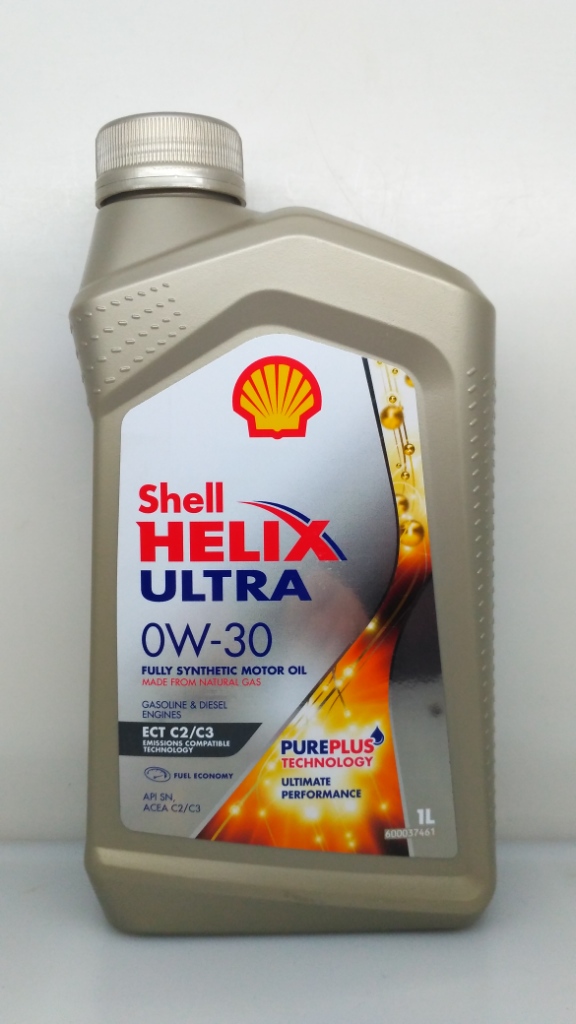 Shell
HELIX
ULTRA
0W-30
FULLY SYNTHETIC MOTOR OIL
MADE FROM NATURAL GAS
GASOLINE & DIESEL
ENGINES
ECT C2/C3
EMISSIONS COMPATIBLE
TECHNOLOGY
FUEL ECONOMY
API SN,
ACEA C2/C3
PUREPLUS
TECHNOLOGY
ULTIMATE
PERFORMANCE
1L
600037461